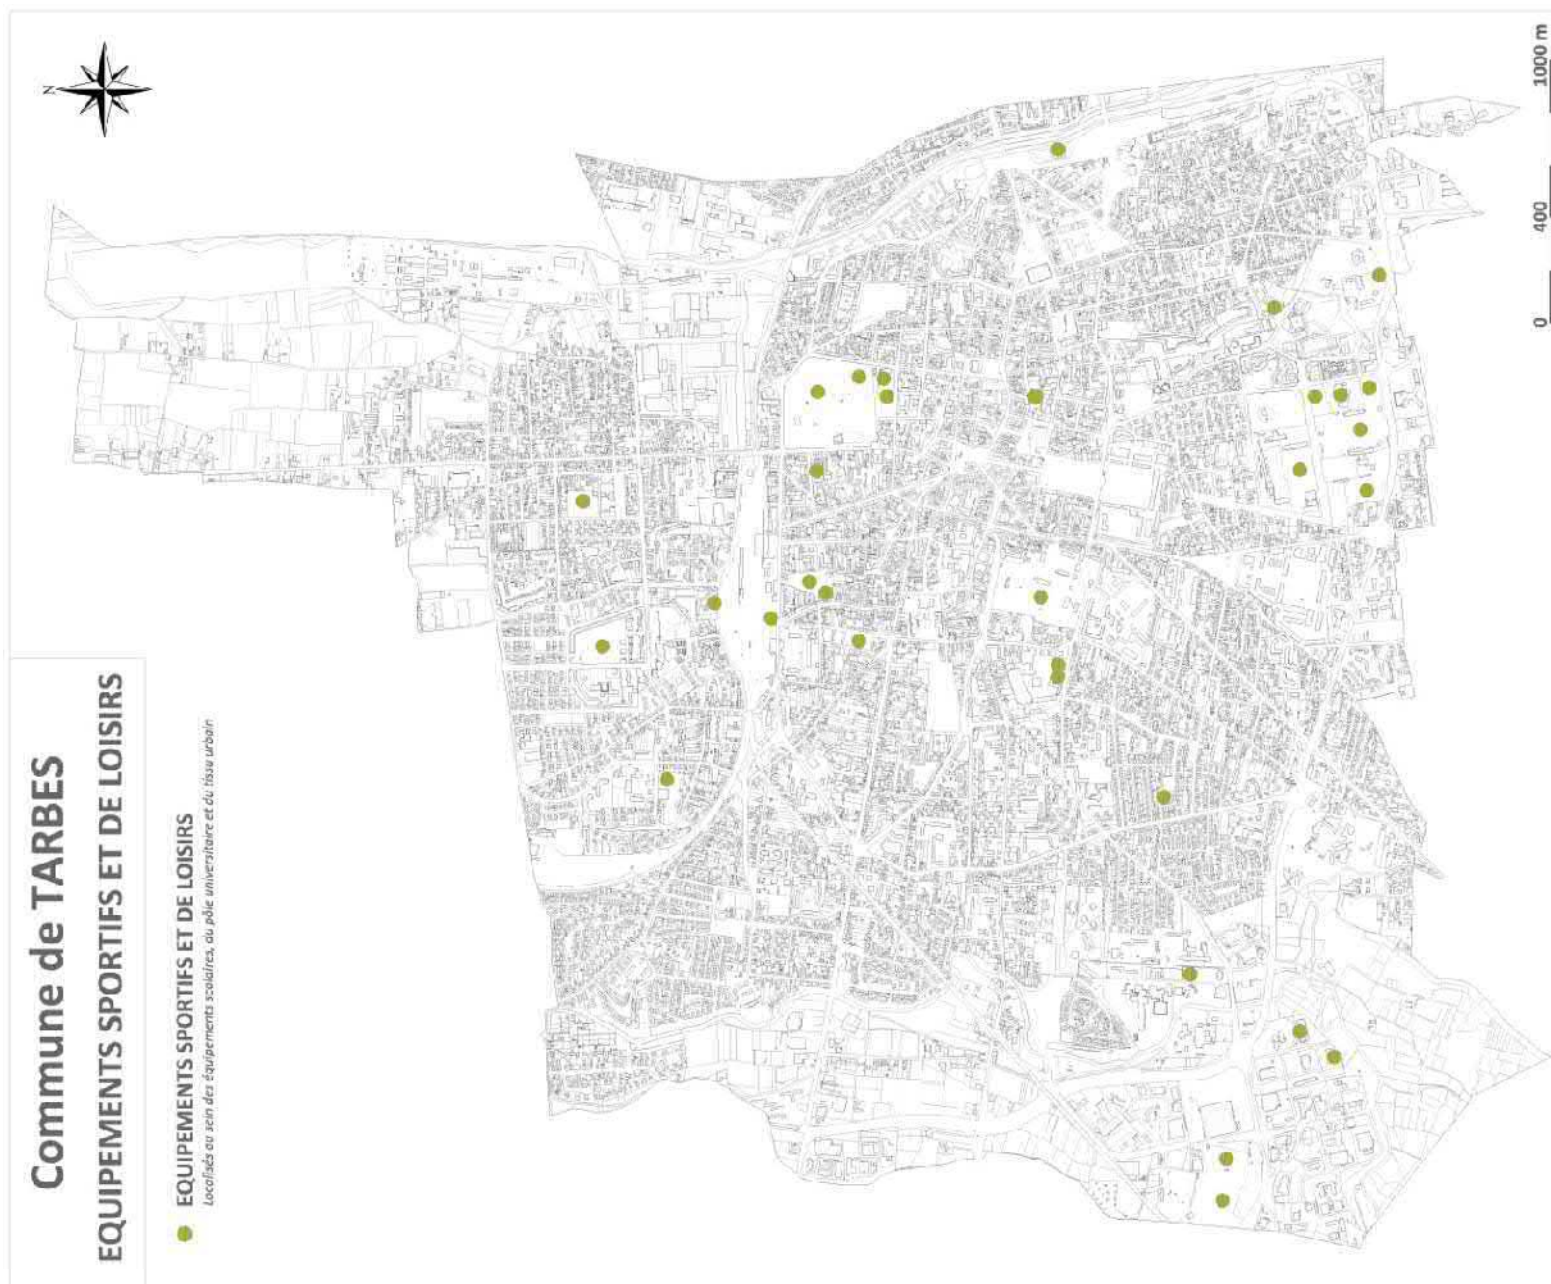 Commune de TARBES
EQUIPEMENTS SPORTIFS ET DE LOISIRS
EQUIPEMENTS SPORTIFS ET DE LOISIRS
Localisés au sein des équipements scolaires, du pôle universitaire et du tissu urbain
N
0 400 1000 m